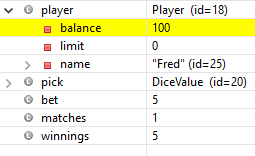 player Player (id=18)
balance 100
limit 0
name "Fred" (id=25)
pick DiceValue (id=20)
bet 5
matches 1
winnings 5